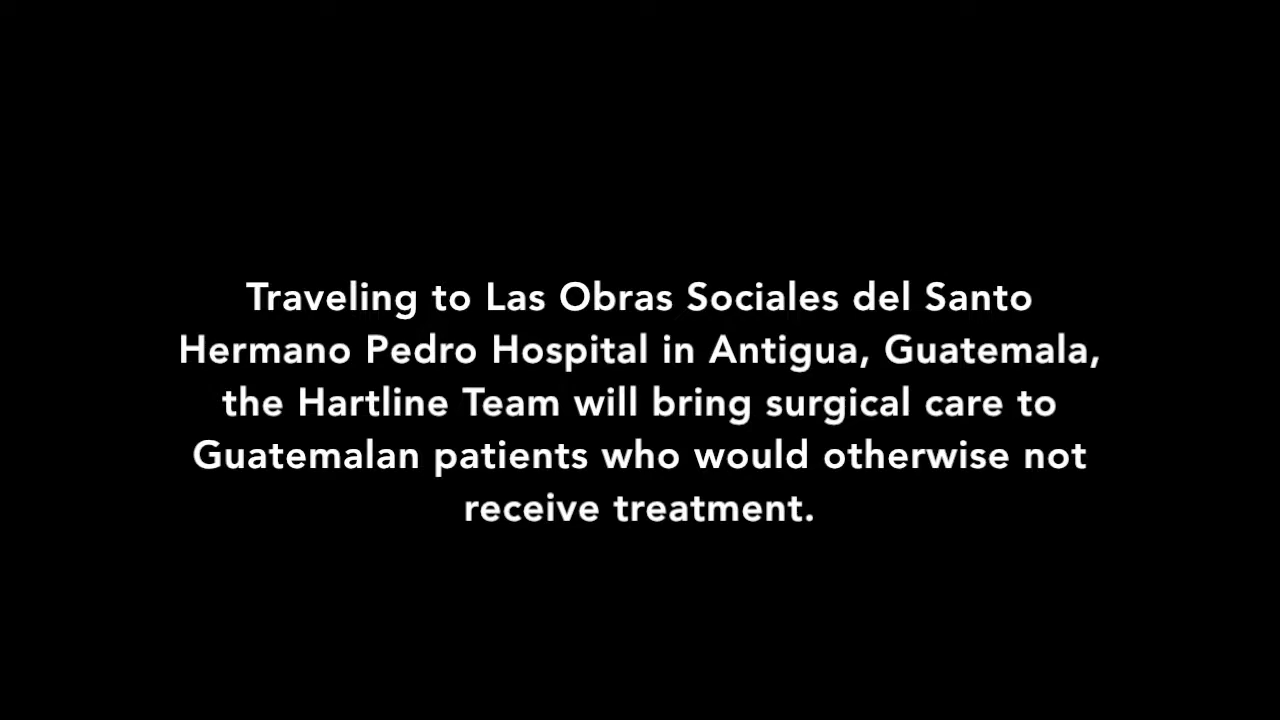 Traveling to Las Obras Sociales del Santo
Hermano Pedro Hospital in Antigua, Guatemala,
the Hartline Team will bring surgical care to
Guatemalan patients who would otherwise not
receive treatment.